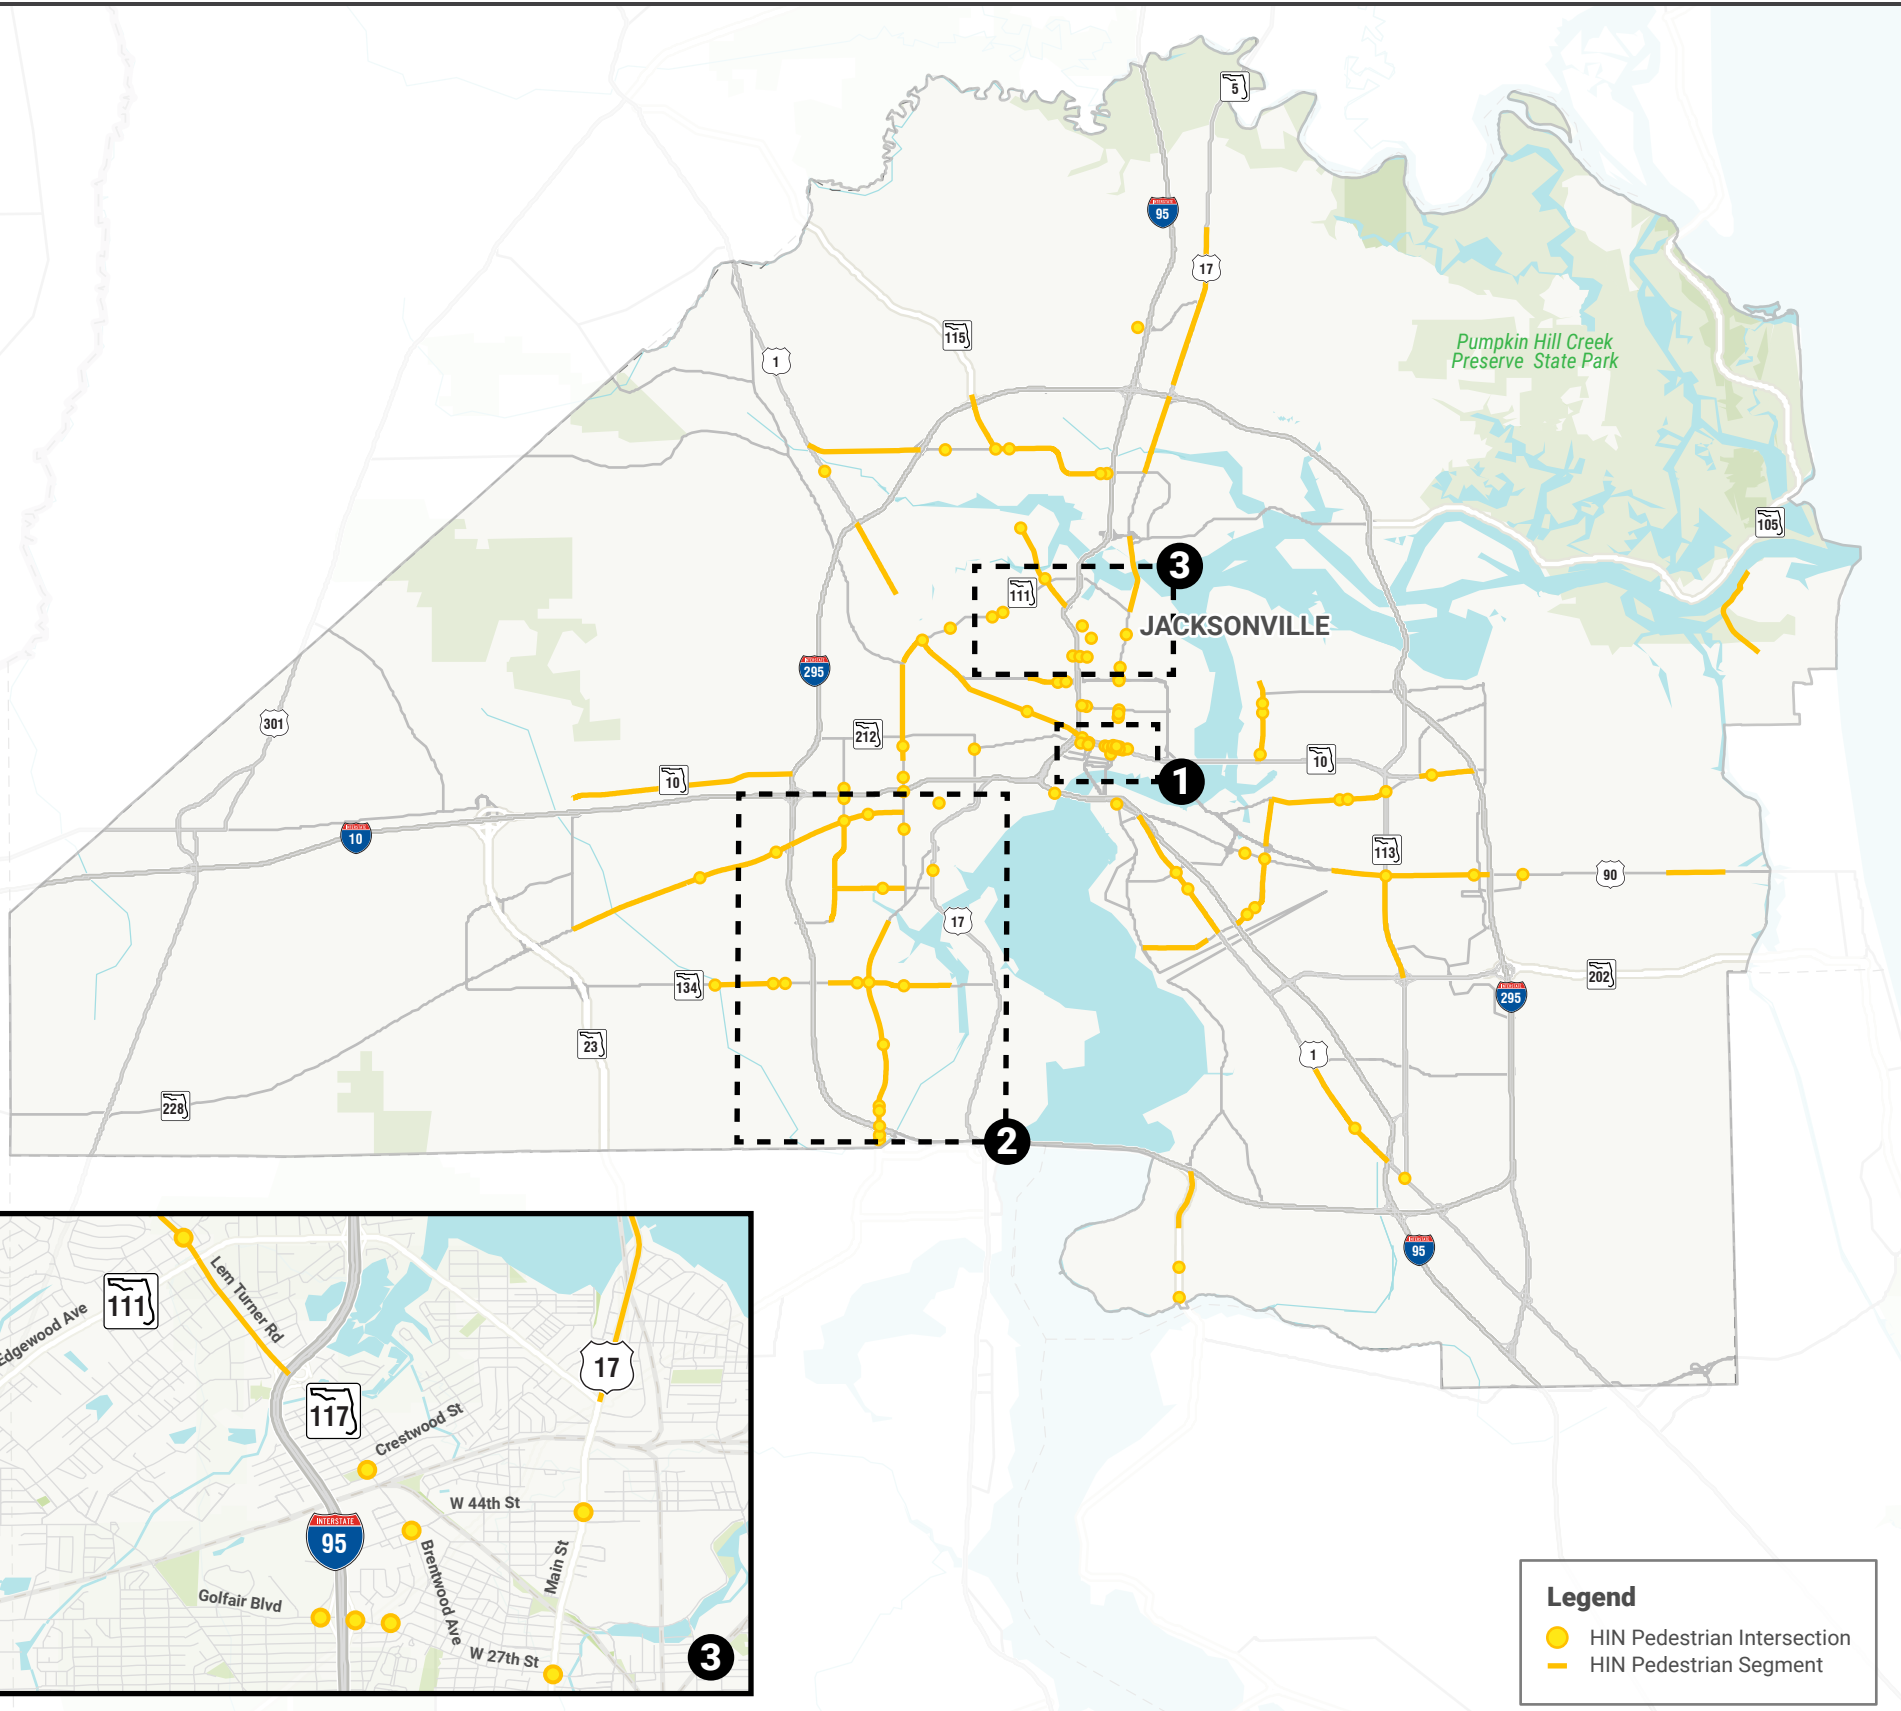 5
95
17
Pumpkin Hill Creek
Preserve State Park
115
1
105
3
111
JACKSONVILLE
295
301
212
10
10
1
10
113
90
17
134
202
295
23
1
228
2
95
111
Lem Turner Rd
Edgewood Ave
17
117
Crestwood St
W 44th St
INTERSTATE
95
Brentwood Ave
Main St
Golfair Blvd
W 27th St
3
Legend
HIN Pedestrian Intersection
HIN Pedestrian Segment